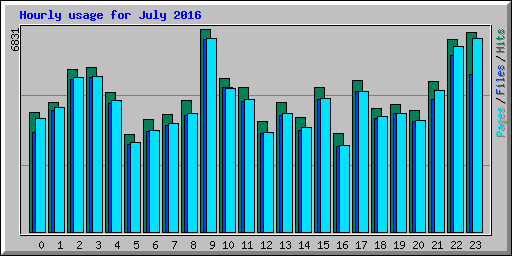 Hourly usage for July 2016
6831
Pages/Files/Hits
0 1 2 3 4 5 6 7 8 9 10 11 12 13 14 15 16 17 18 19 20 21 22 23